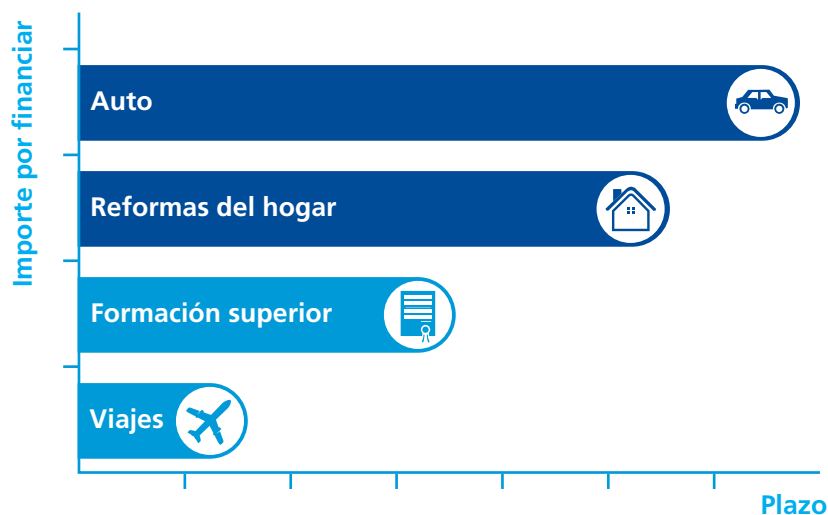 Importe por financiar
Auto
Reformas del hogar
Formación superior
Viajes
Plazo